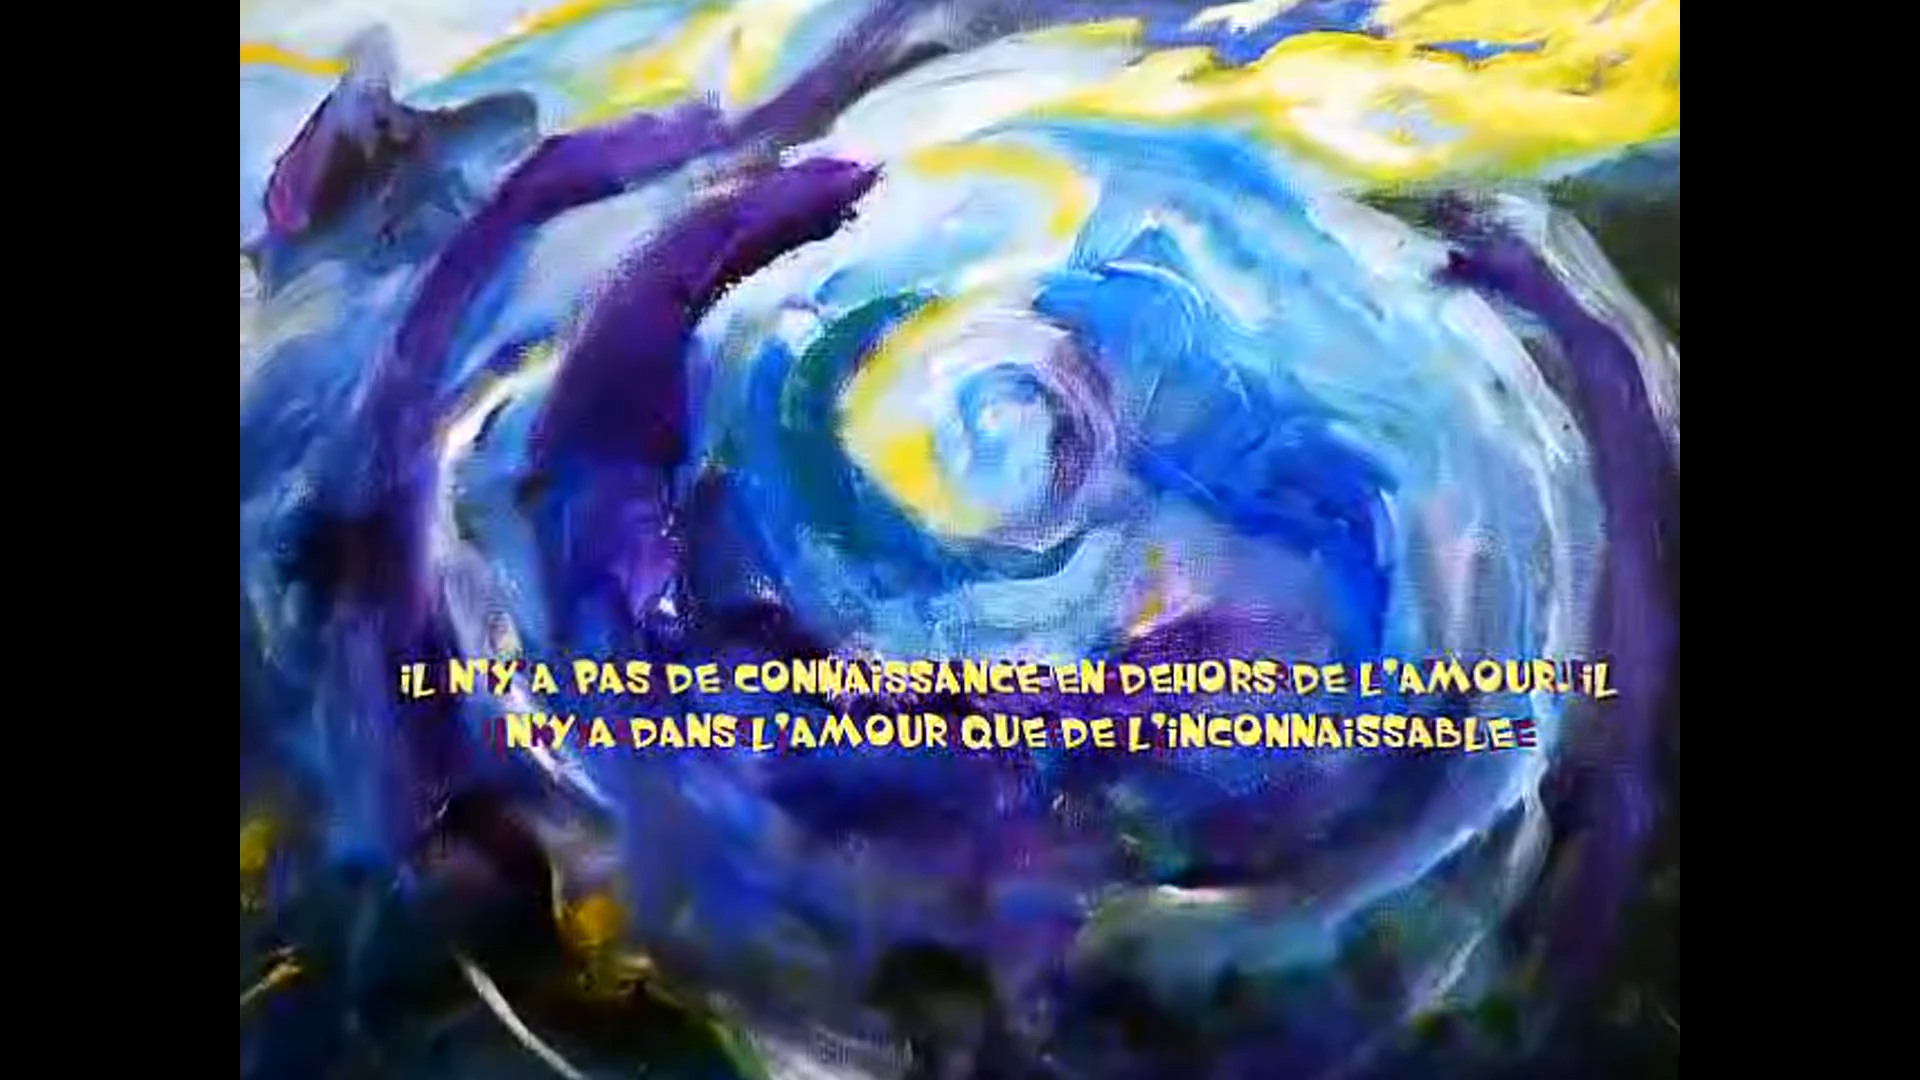 iL N'Y A PAS DE CONNAiSSANCE EN DEHORS DE L'AMOUR. iL
N'Y A DANS L'AMOUR QUE DE L'iNCONNAiSSABLE